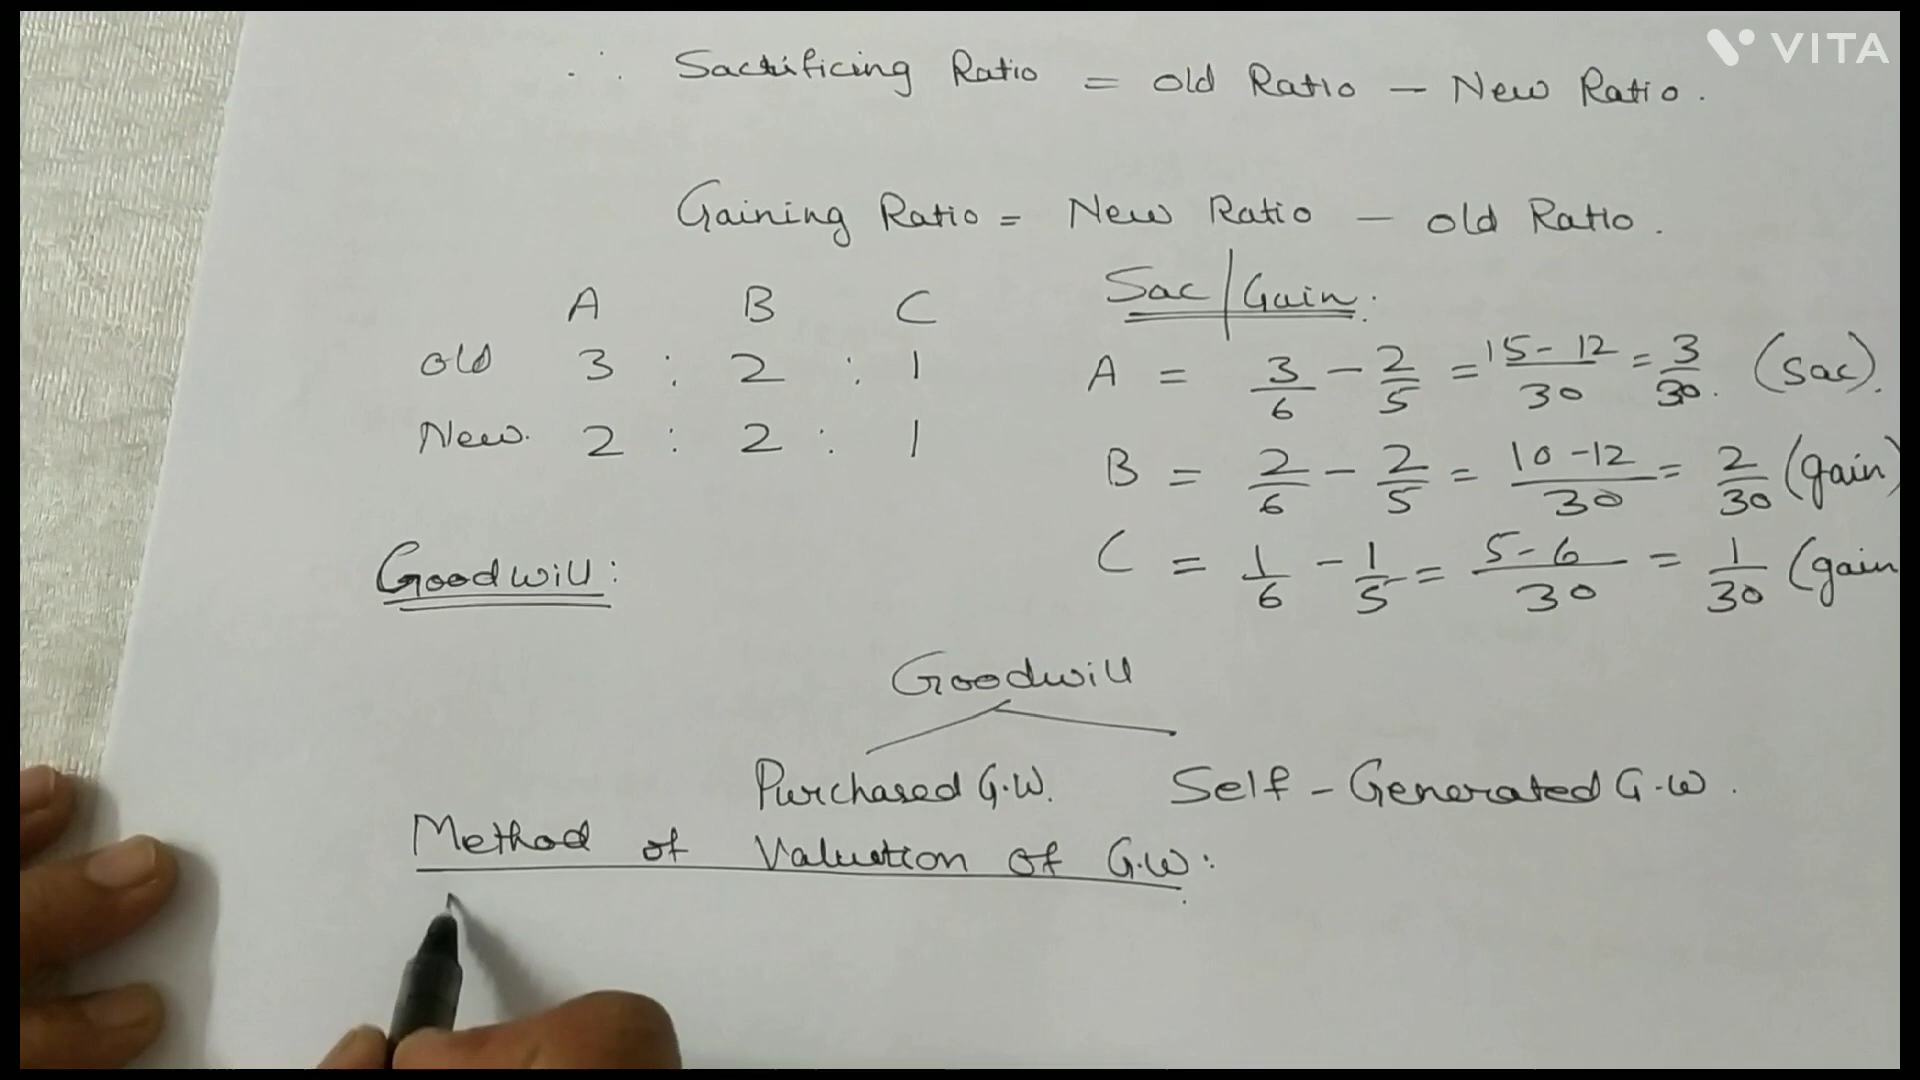 VITA
∴ Sacrificing Ratio = old Ratio - New Ratio.
Gaining Ratio = New Ratio - old Ratio.
A B C
old 3 : 2 : 1
New. 2 : 2 : 1
Sac | Gain.
A = 3/6 - 2/5 = 15-12/30 = 3/30. (Sac).
B = 2/6 - 2/5 = 10-12/30 = 2/30 (gain)
C = 1/6 - 1/5 = 5-6/30 = 1/30 (gain
Goodwill:
Goodwill
Purchased G.W. Self-Generated G.W.
Method of Valuation of G.W: